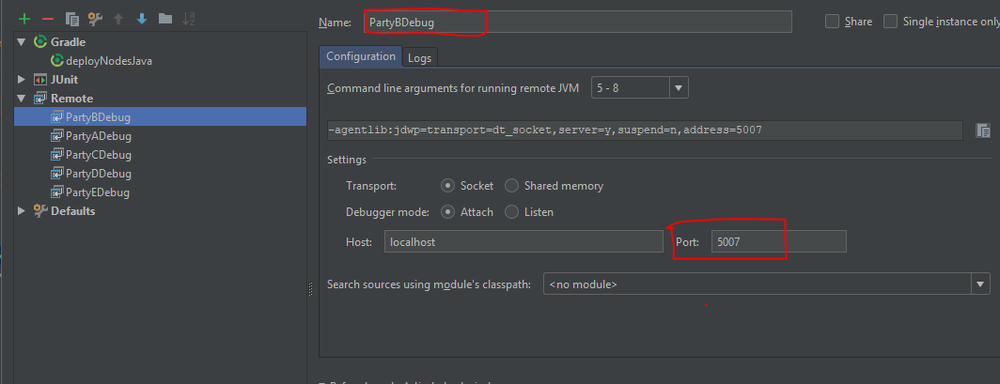 Name: PartyBDebug Share Single instance only
Gradle
deployNodesJava
JUnit
Remote
PartyBDebug
PartyADebug
PartyCDebug
PartyDDebug
PartyEDebug
Defaults
Configuration Logs
Command line arguments for running remote JVM 5 - 8
-agentlib:jdwp=transport=dt_socket,server=y,suspend=n,address=5007
Settings
Transport: Socket Shared memory
Debugger mode: Attach Listen
Host: localhost Port: 5007
Search sources using module's classpath: <no module>